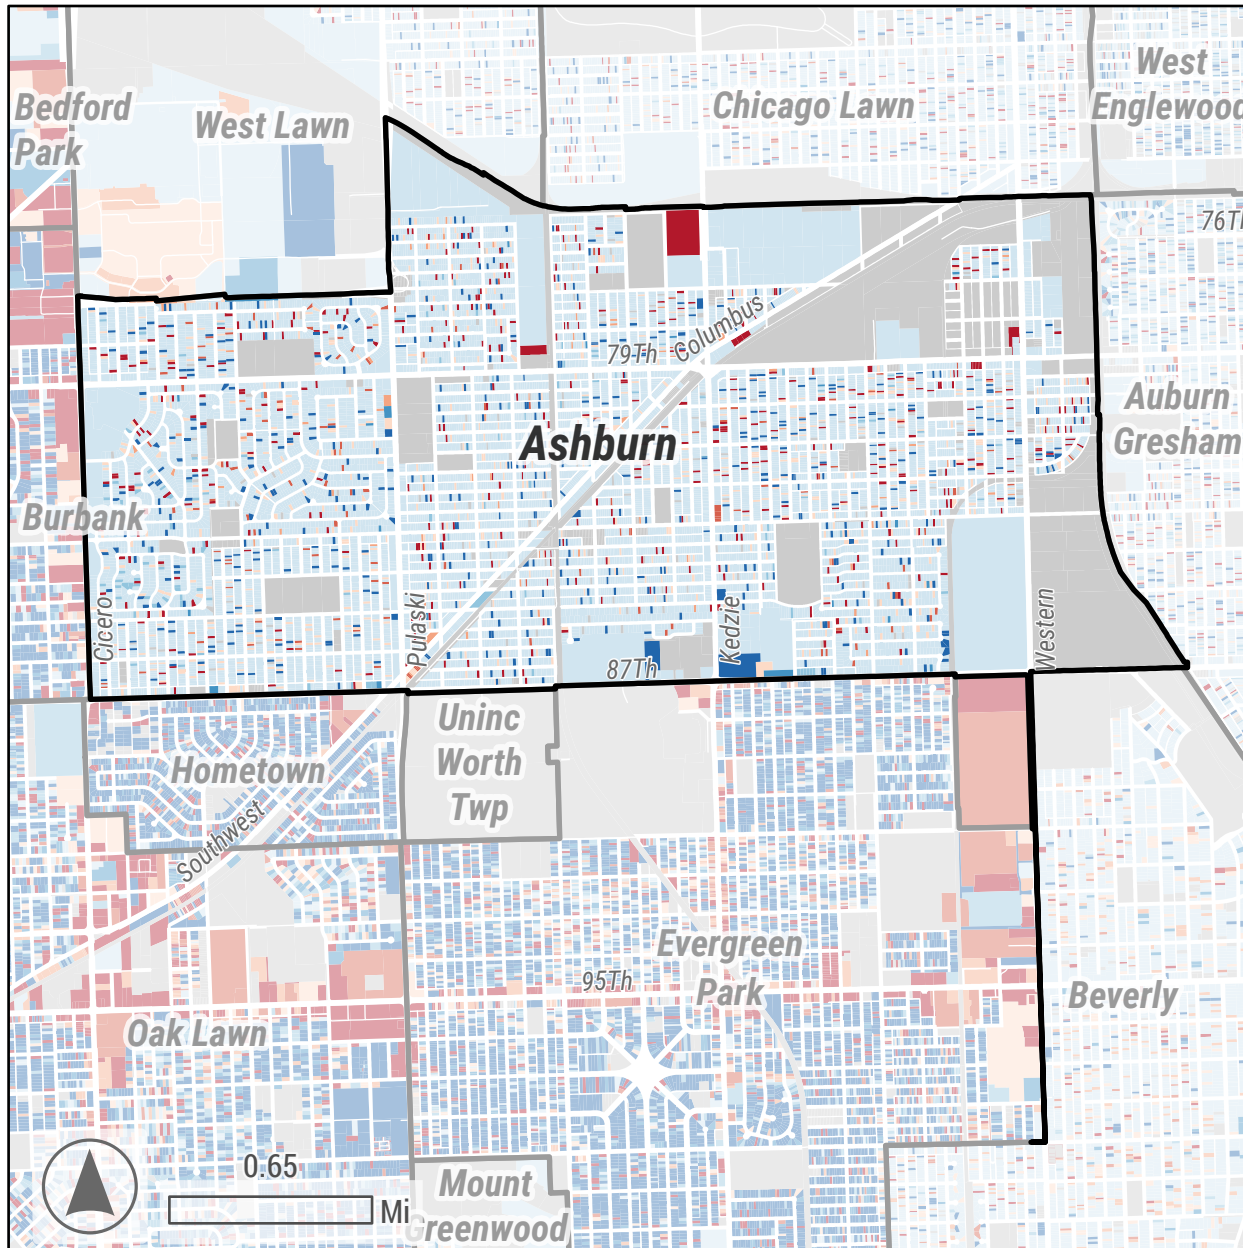 West
Englewood
Bedford
Park
West Lawn
Chicago Lawn
76Th
Columbus
79Th
Auburn
Gresham
Ashburn
Burbank
Cicero
Pulaski
Kedzie
Western
87Th
Uninc
Worth
Twp
Hometown
Southwest
Evergreen
Park
95Th
Beverly
Oak Lawn
0.65
Mi
Mount
Greenwood